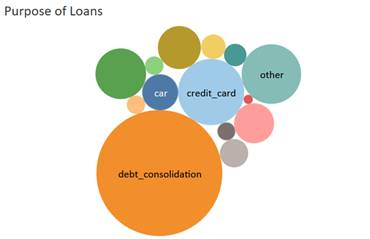 Purpose of Loans
other
car
credit_card
debt_consolidation